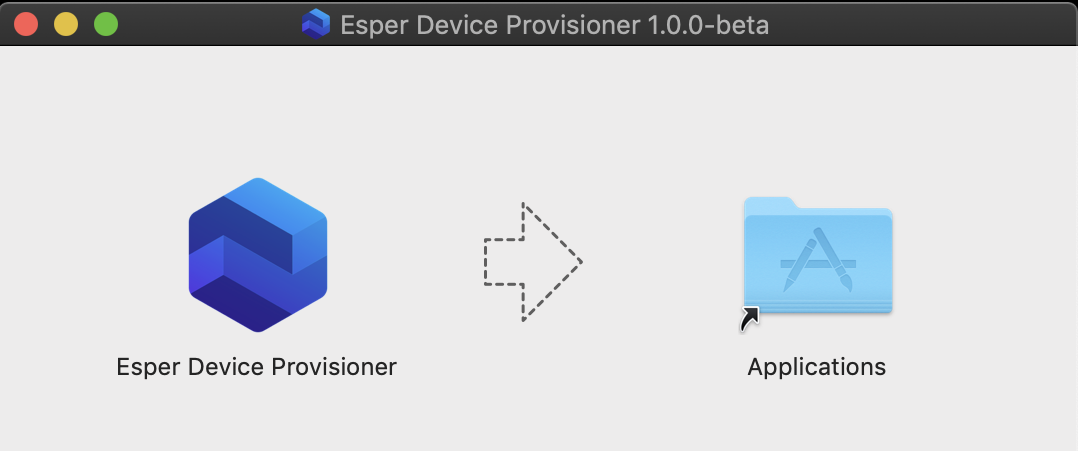 Esper Device Provisioner 1.0.0-beta
Esper Device Provisioner
Applications